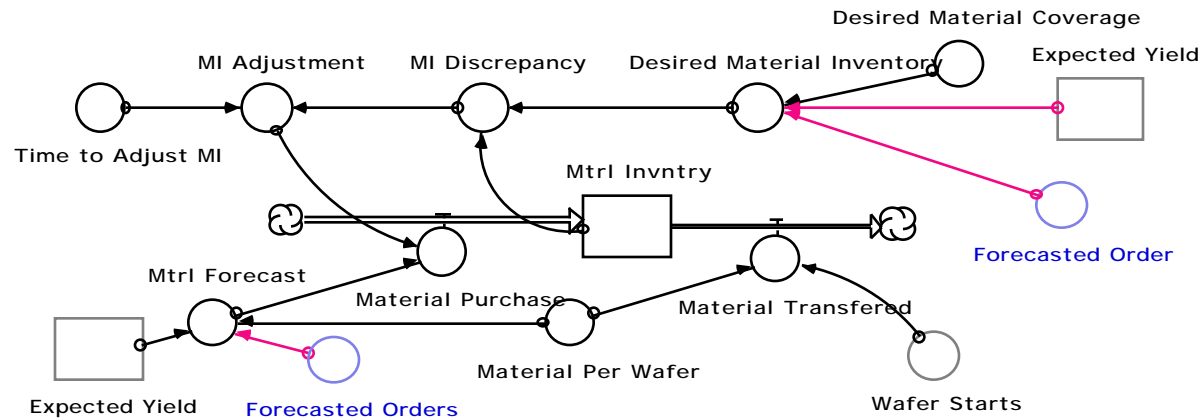 Desired Material Coverage
Expected Yield
MI Adjustment
MI Discrepancy
Desired Material Inventory
Time to Adjust MI
Mtrl Invntry
Forecasted Order
Mtrl Forecast
Material Purchase
Material Transfered
Material Per Wafer
Expected Yield
Forecasted Orders
Wafer Starts